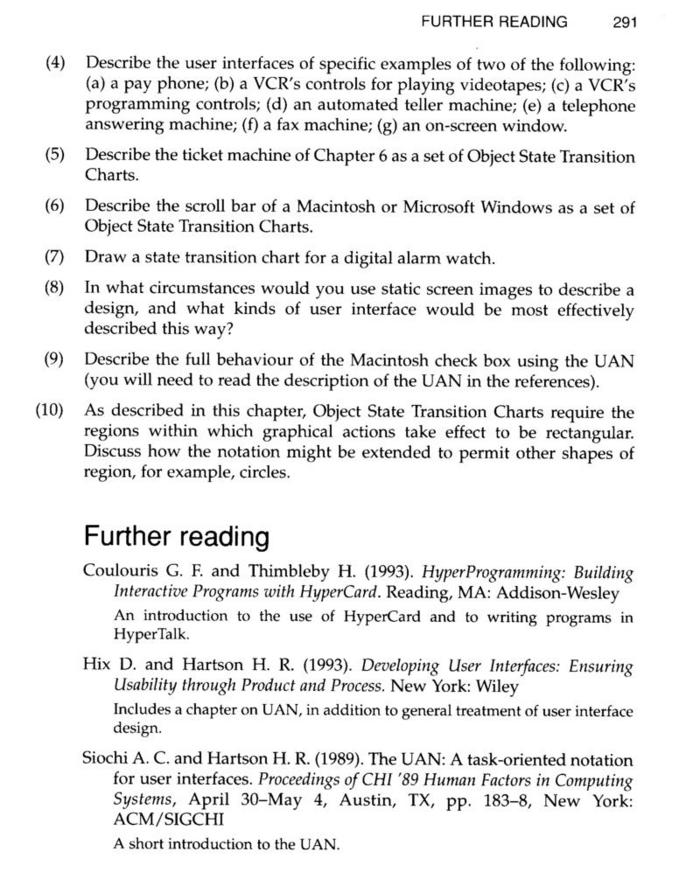 FURTHER READING 291
(4) Describe the user interfaces of specific examples of two of the following:
(a) a pay phone; (b) a VCR's controls for playing videotapes; (c) a VCR's
programming controls; (d) an automated teller machine; (e) a telephone
answering machine; (f) a fax machine; (g) an on-screen window.
(5) Describe the ticket machine of Chapter 6 as a set of Object State Transition
Charts.
(6) Describe the scroll bar of a Macintosh or Microsoft Windows as a set of
Object State Transition Charts.
(7) Draw a state transition chart for a digital alarm watch.
(8) In what circumstances would you use static screen images to describe a
design, and what kinds of user interface would be most effectively
described this way?
(9) Describe the full behaviour of the Macintosh check box using the UAN
(you will need to read the description of the UAN in the references).
(10) As described in this chapter, Object State Transition Charts require the
regions within which graphical actions take effect to be rectangular.
Discuss how the notation might be extended to permit other shapes of
region, for example, circles.
Further reading
Coulouris G. F. and Thimbleby H. (1993). HyperProgramming: Building
Interactive Programs with HyperCard. Reading, MA: Addison-Wesley
An introduction to the use of HyperCard and to writing programs in
HyperTalk.
Hix D. and Hartson H. R. (1993). Developing User Interfaces: Ensuring
Usability through Product and Process. New York: Wiley
Includes a chapter on UAN, in addition to general treatment of user interface
design.
Siochi A. C. and Hartson H. R. (1989). The UAN: A task-oriented notation
for user interfaces. Proceedings of CHI '89 Human Factors in Computing
Systems, April 30–May 4, Austin, TX, pp. 183–8, New York:
ACM/SIGCHI
A short introduction to the UAN.